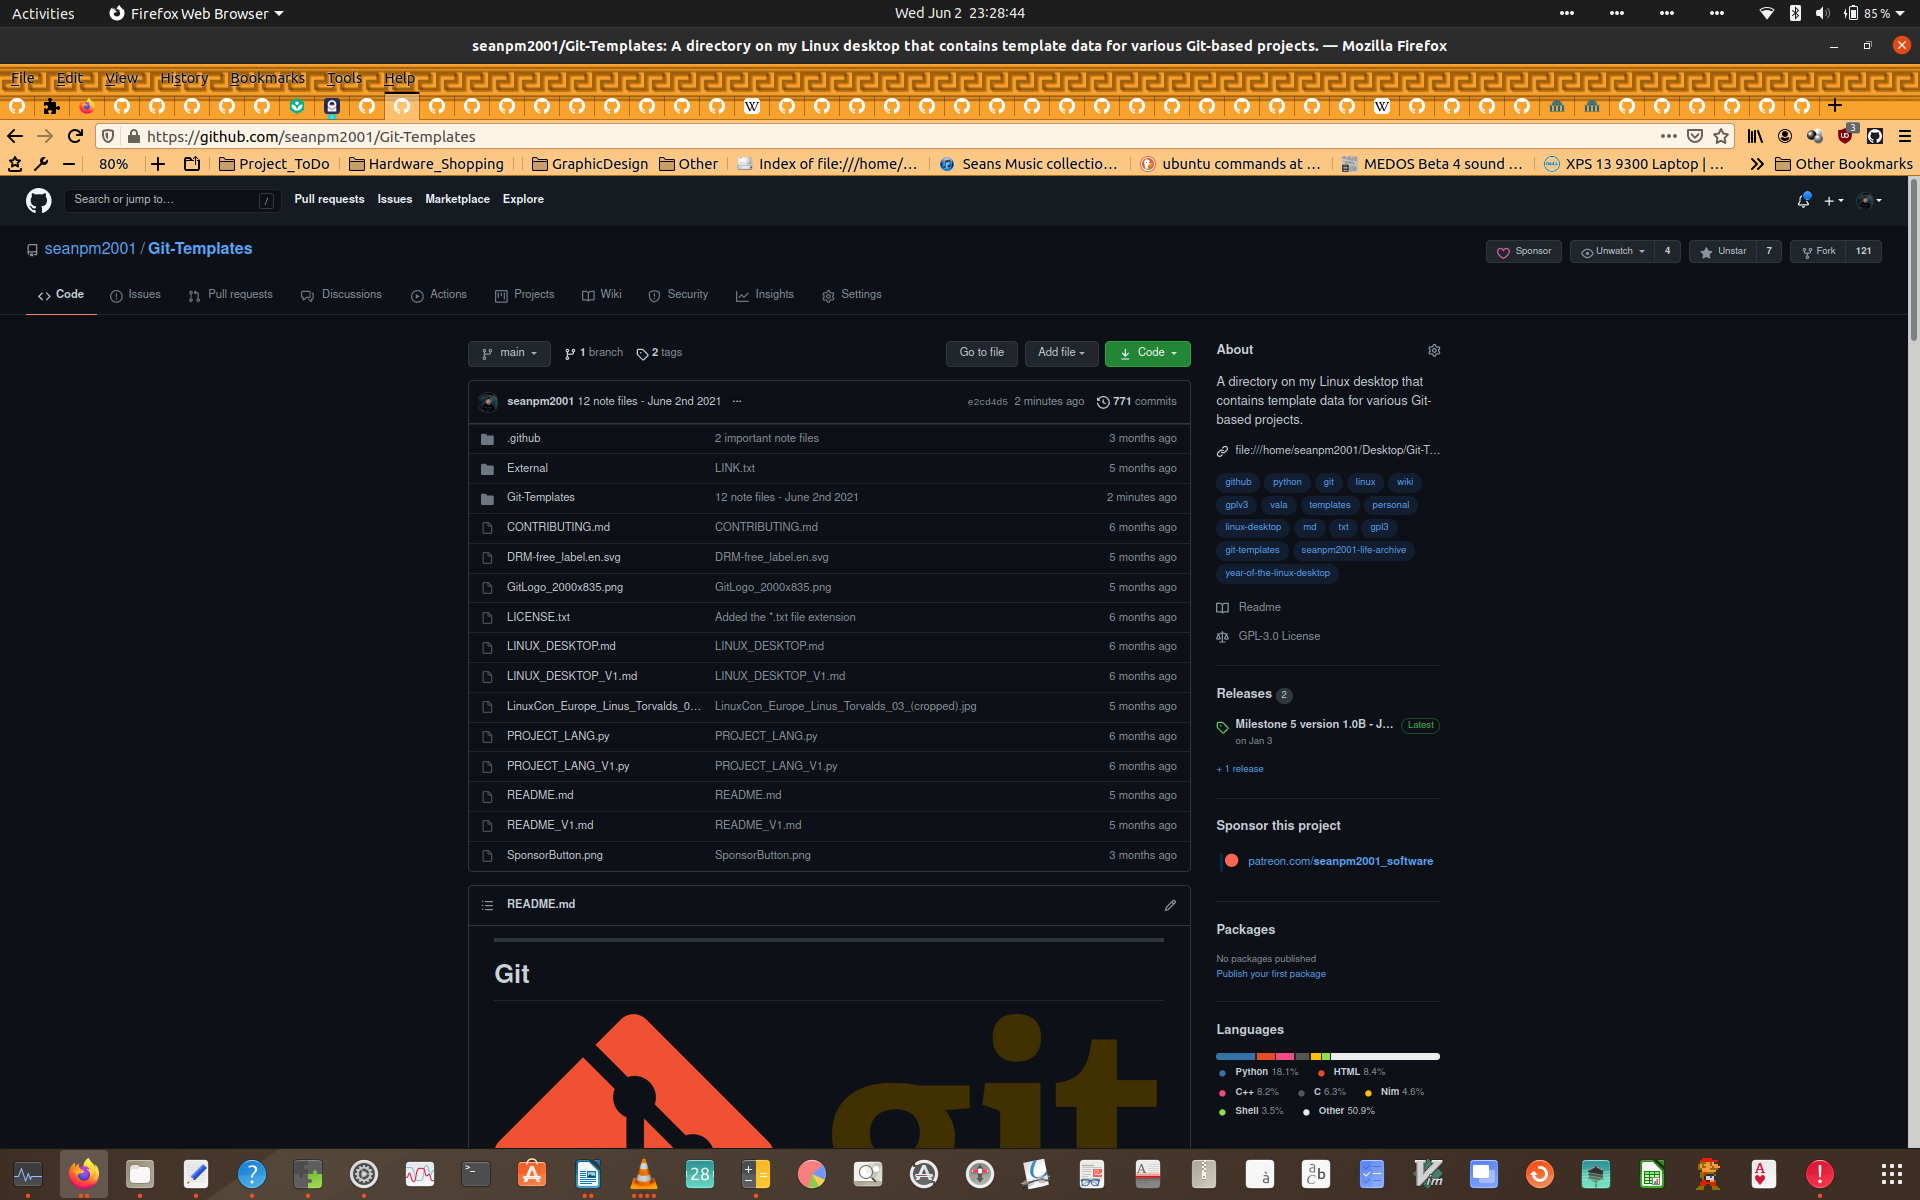 Activities Firefox Web Browser Wed Jun 2 23:28:44 85 %
seanpm2001/Git-Templates: A directory on my Linux desktop that contains template data for various Git-based projects. — Mozilla Firefox
File Edit View History Bookmarks Tools Help
https://github.com/seanpm2001/Git-Templates 3
80% Project_ToDo Hardware_Shopping GraphicDesign Other Index of file:///home/… Seans Music collectio… ubuntu commands at … MEDOS Beta 4 sound … XPS 13 9300 Laptop | … Other Bookmarks
Search or jump to… / Pull requests Issues Marketplace Explore
seanpm2001 / Git-Templates Sponsor Unwatch 4 Unstar 7 Fork 121
Code Issues Pull requests Discussions Actions Projects Wiki Security Insights Settings
main 1 branch 2 tags Go to file Add file Code
seanpm2001 12 note files - June 2nd 2021 ... e2cd4d5 2 minutes ago 771 commits
.github 2 important note files 3 months ago
External LINK.txt 5 months ago
Git-Templates 12 note files - June 2nd 2021 2 minutes ago
CONTRIBUTING.md CONTRIBUTING.md 6 months ago
DRM-free_label.en.svg DRM-free_label.en.svg 5 months ago
GitLogo_2000x835.png GitLogo_2000x835.png 5 months ago
LICENSE.txt Added the *.txt file extension 6 months ago
LINUX_DESKTOP.md LINUX_DESKTOP.md 6 months ago
LINUX_DESKTOP_V1.md LINUX_DESKTOP_V1.md 6 months ago
LinuxCon_Europe_Linus_Torvalds_0… LinuxCon_Europe_Linus_Torvalds_03_(cropped).jpg 5 months ago
PROJECT_LANG.py PROJECT_LANG.py 6 months ago
PROJECT_LANG_V1.py PROJECT_LANG_V1.py 6 months ago
README.md README.md 5 months ago
README_V1.md README_V1.md 5 months ago
SponsorButton.png SponsorButton.png 3 months ago
README.md
Git
git
About
A directory on my Linux desktop that
contains template data for various Git-
based projects.
file:///home/seanpm2001/Desktop/Git-T…
github python git linux wiki
gplv3 vala templates personal
linux-desktop md txt gpl3
git-templates seanpm2001-life-archive
year-of-the-linux-desktop
Readme
GPL-3.0 License
Releases 2
Milestone 5 version 1.0B - J… Latest
on Jan 3
+ 1 release
Sponsor this project
patreon.com/seanpm2001_software
Packages
No packages published
Publish your first package
Languages
Python 18.1% HTML 8.4%
C++ 8.2% C 6.3% Nim 4.6%
Shell 3.5% Other 50.9%
28